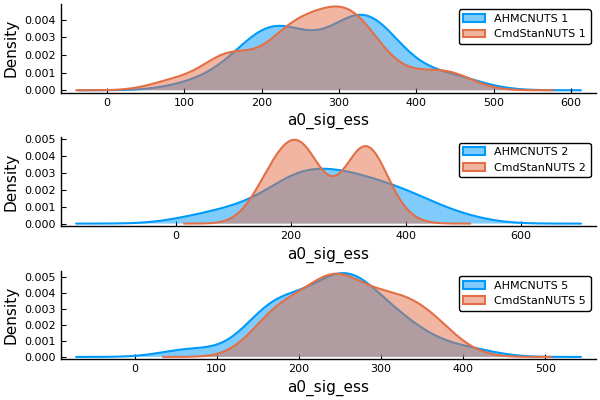 0.004
0.003
0.002
0.001
0.000
Density
AHMCNUTS 1
CmdStanNUTS 1
0 100 200 300 400 500 600
a0_sig_ess
0.005
0.004
0.003
0.002
0.001
0.000
Density
AHMCNUTS 2
CmdStanNUTS 2
0 200 400 600
a0_sig_ess
0.005
0.004
0.003
0.002
0.001
0.000
Density
AHMCNUTS 5
CmdStanNUTS 5
0 100 200 300 400 500
a0_sig_ess